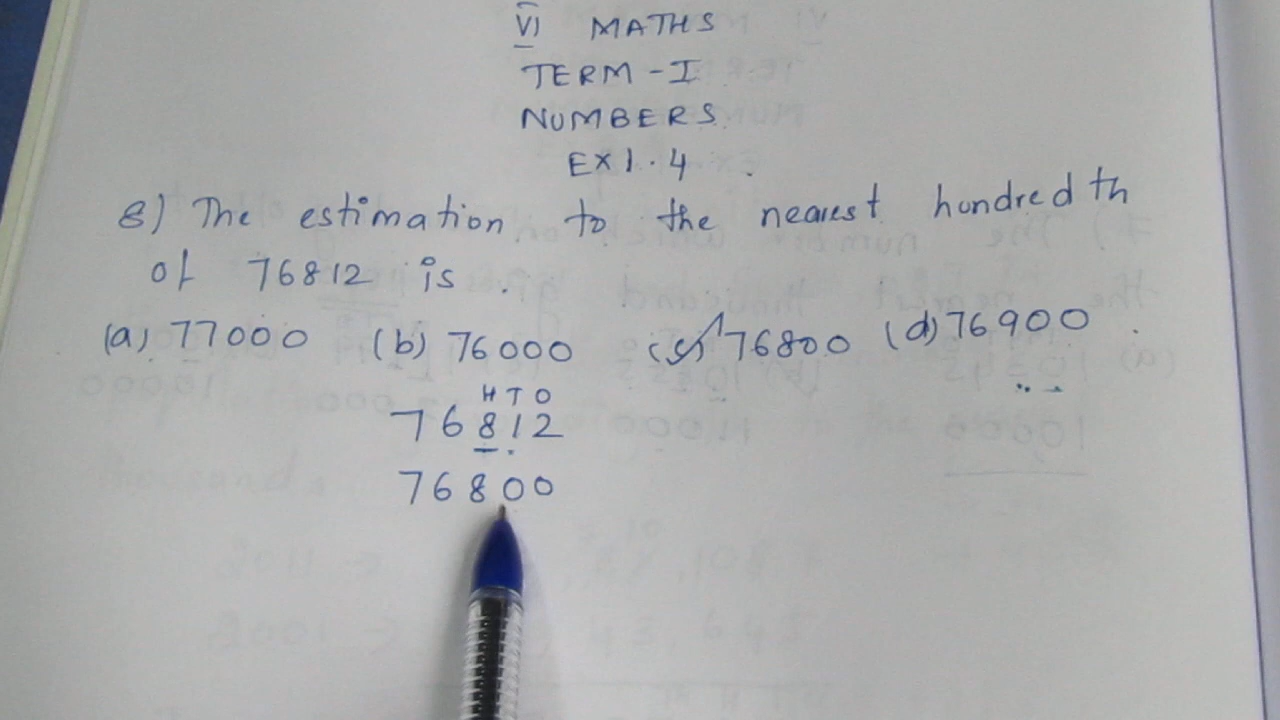 VI MATHS
TERM - I
NUMBERS
EX 1.4
8) The estimation to the nearest hundredth
of 76812 is .
(a) 77000 (b) 76000 (c) 76800 (d) 76900 .
H T O
76812
76800